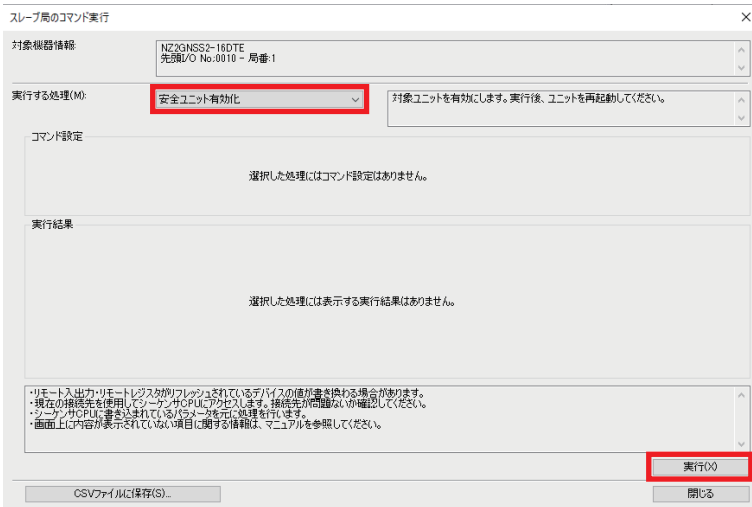 スレーブ局のコマンド実行
対象機器情報:
NZ2GNSS2-16DTE
先頭I/O No.:0010 - 局番:1
実行する処理(M):
安全ユニット有効化
対象ユニットを有効にします。実行後、ユニットを再起動してください。
コマンド設定
選択した処理にはコマンド設定はありません。
実行結果
選択した処理には表示する実行結果はありません。
・リモート入出力・リモートレジスタがリフレッシュされているデバイスの値が書き換わる場合があります。
・現在の接続先を使用してシーケンサCPUにアクセスします。接続先が問題ないか確認してください。
・シーケンサCPUに書き込まれているパラメータを元に処理を行います。
・画面上に内容が表示されていない項目に関する情報は、マニュアルを参照してください。
実行(X)
CSVファイルに保存(S)...
閉じる